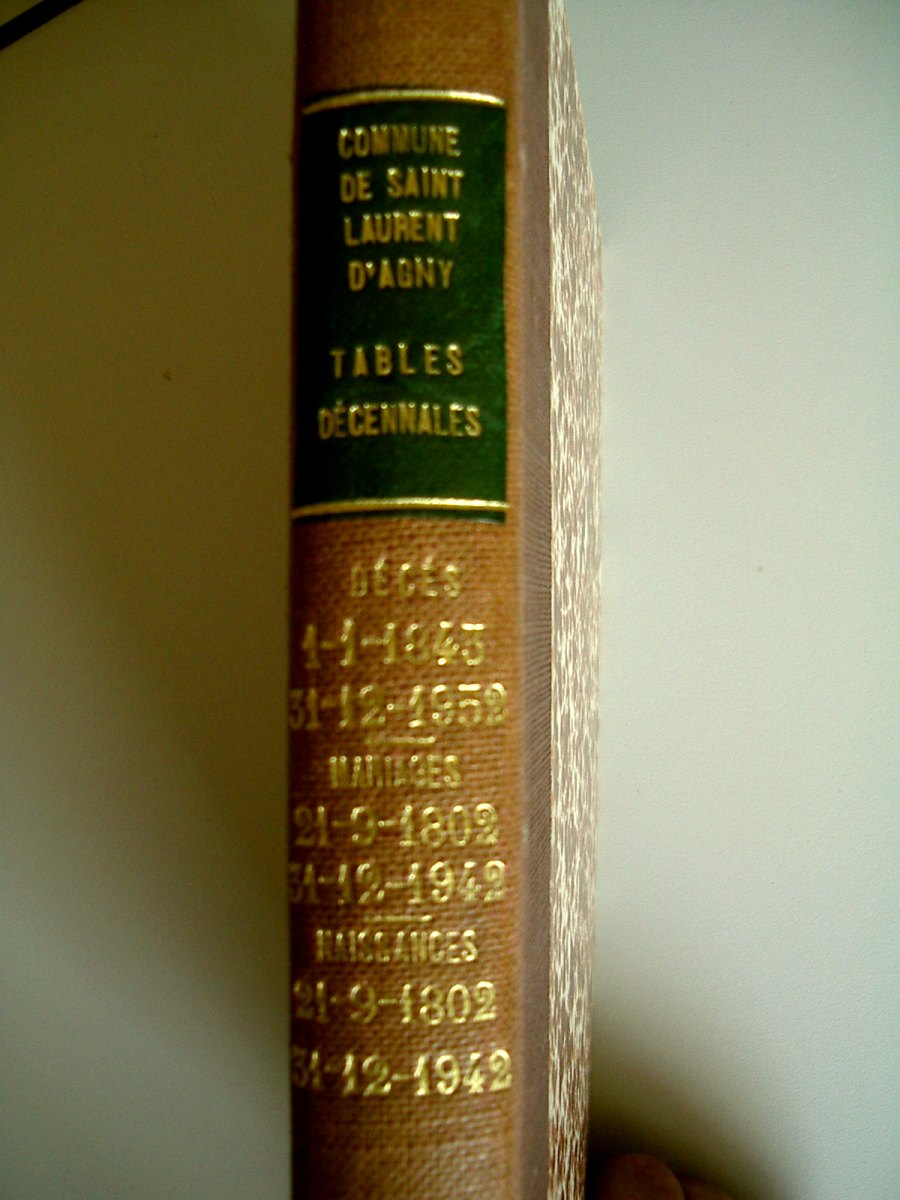 COMMUNE
DE SAINT
LAURENT
D'AGNY
TABLES
DÉCENNALES
DÉCÉS
1-1-1843
31-12-1952
MARIAGES
21-9-1802
31-12-1942
NAISSANCES
21-9-1802
31-12-1942